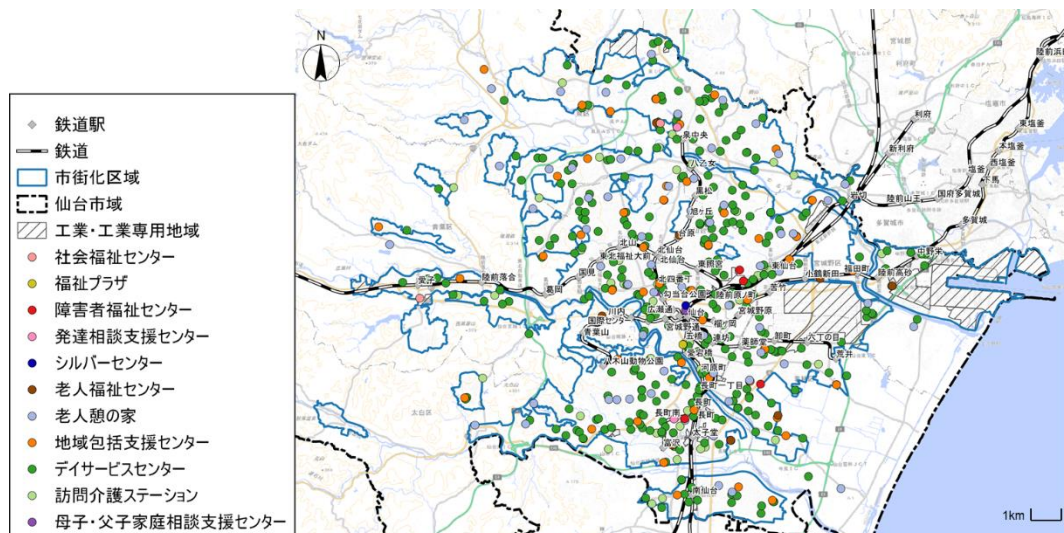 N
鉄道駅
鉄道
市街化区域
仙台市域
工業・工業専用地域
社会福祉センター
福祉プラザ
障害者福祉センター
発達相談支援センター
シルバーセンター
老人福祉センター
老人憩の家
地域包括支援センター
デイサービスセンター
訪問介護ステーション
母子・父子家庭相談支援センター
陸前浜
利府
東塩釜
新利府
本塩釜
泉中央
西塩釜
下馬
八乙女
国府多賀城
岩切
陸前山王
黒松
多賀城
旭ヶ丘
台原
中野栄
北山
北仙台
東北福祉大前
北仙台
東照宮
東仙台
福田町
陸前高砂
国見
小鶴新田
愛子
陸前落合
北四番丁
苦竹
葛岡
勾当台公園
陸前原ノ町
川内
広瀬通
仙台
宮城野原
国際センター
宮城野通
榴ヶ岡
青葉山
五橋
連坊
卸町
六丁の目
薬師堂
荒井
愛宕橋
八木山動物公園
河原町
長町一丁目
長町
長町南
長町
太子堂
富沢
南仙台
1km